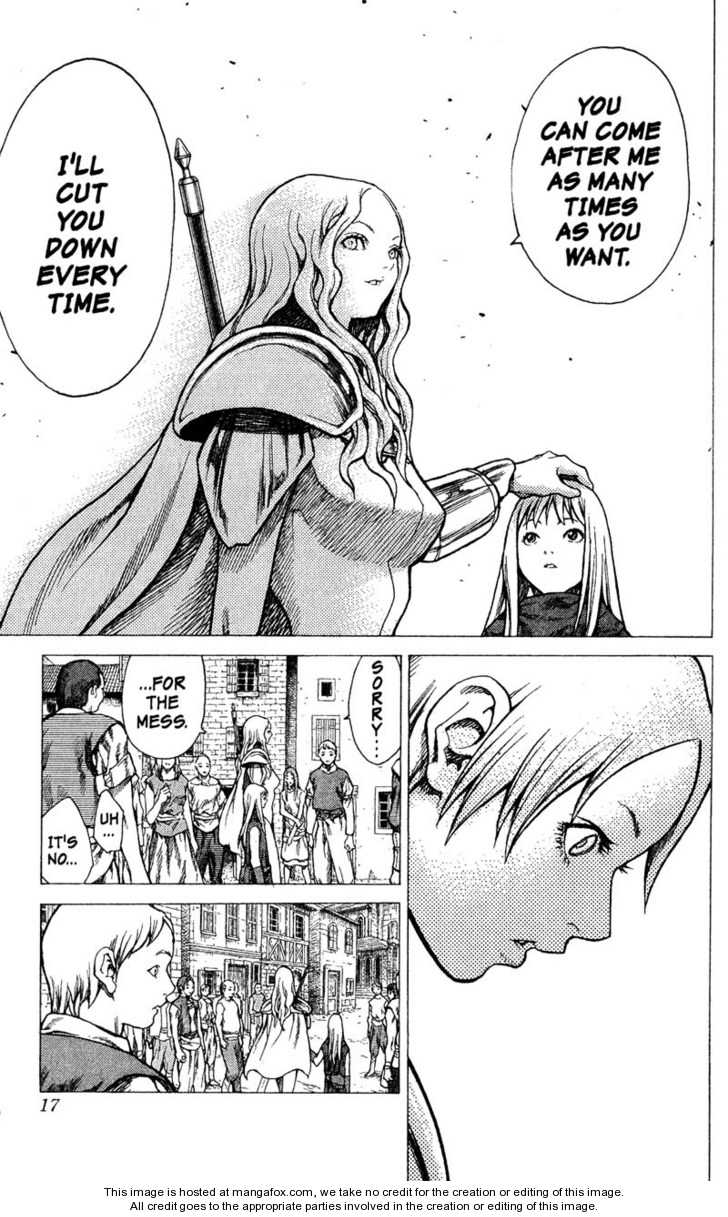 YOU
CAN COME
AFTER ME
AS MANY
TIMES
AS YOU
WANT.
I'LL
CUT
YOU
DOWN
EVERY
TIME.
SORRY...
...FOR
THE
MESS.
UH
...
IT'S
NO...
17
This image is hosted at mangafox.com, we take no credit for the creation or editing of this image.
All credit goes to the appropriate parties involved in the creation or editing of this image.